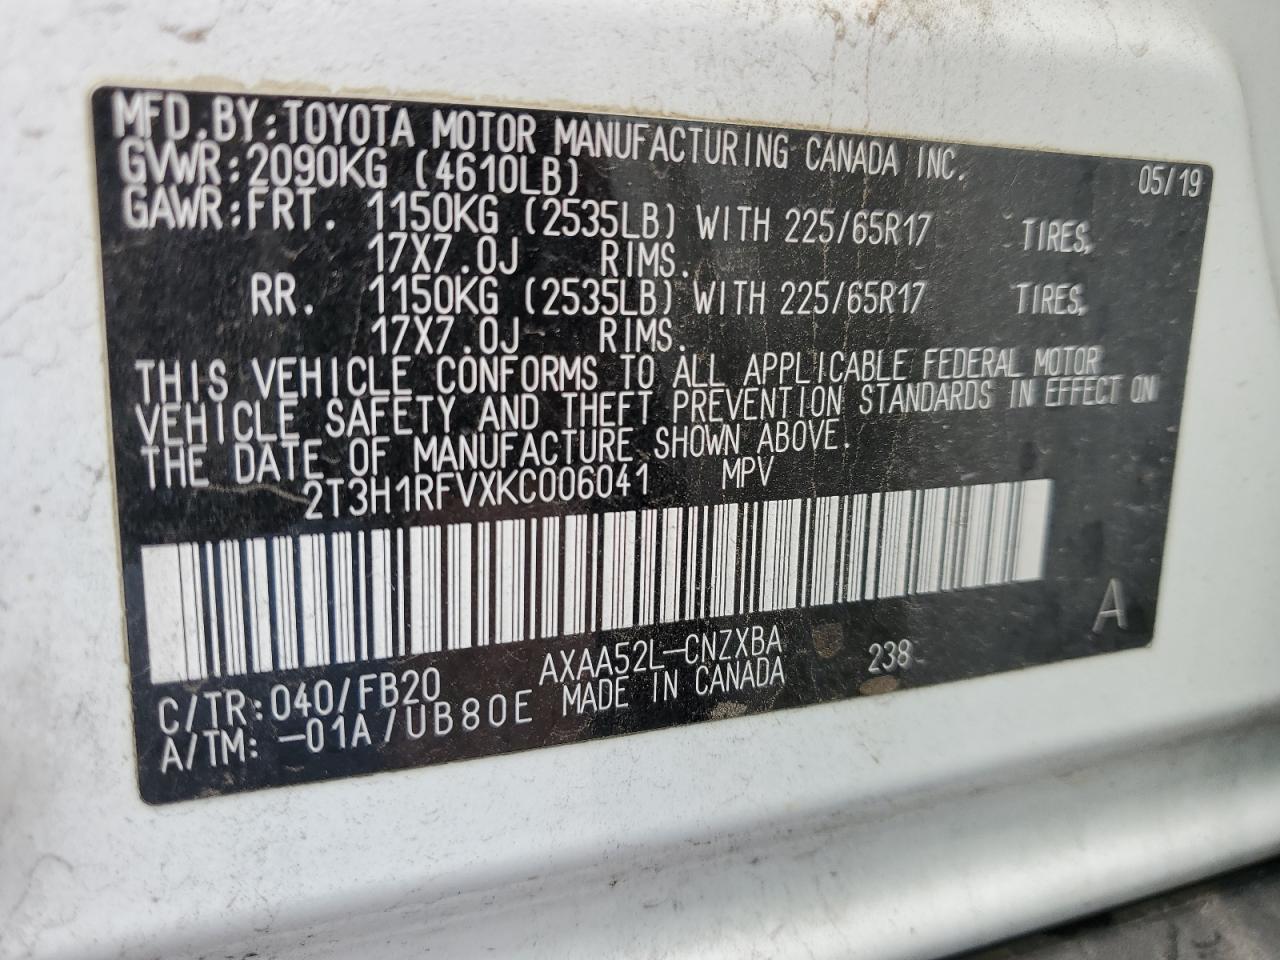 MFD.BY:TOYOTA MOTOR MANUFACTURING CANADA INC.
GVWR:2090KG (4610LB) 05/19
GAWR:FRT. 1150KG (2535LB) WITH 225/65R17 TIRES,
17X7.0J RIMS.
RR. 1150KG (2535LB) WITH 225/65R17 TIRES,
17X7.0J RIMS.
THIS VEHICLE CONFORMS TO ALL APPLICABLE FEDERAL MOTOR
VEHICLE SAFETY AND THEFT PREVENTION STANDARDS IN EFFECT ON
THE DATE OF MANUFACTURE SHOWN ABOVE.
2T3H1RFVXKC006041 MPV
A
C/TR:040/FB20 AXAA52L-CNZXBA 238
A/TM: -01A/UB80E MADE IN CANADA